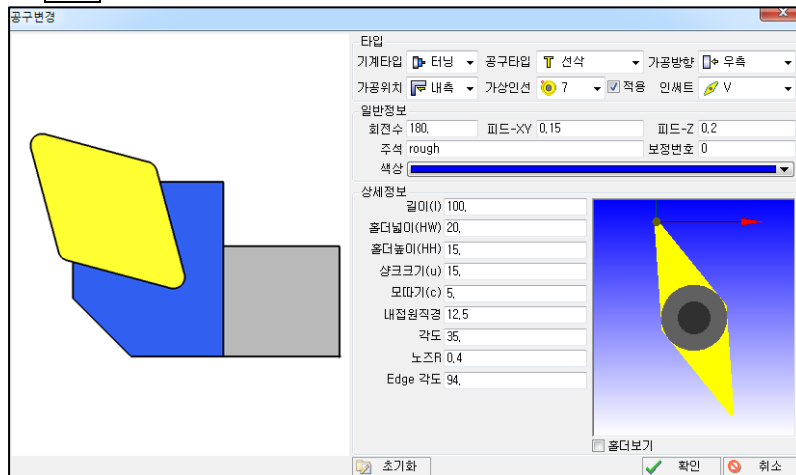 공구변경
타입
기계타입 터닝 공구타입 선삭 가공방향 우측
가공위치 내측 가상인선 7 적용 인써트 V
일반정보
회전수 180, 피드-XY 0,15 피드-Z 0,2
주석 rough 보정번호 0
색상
상세정보
길이(l) 100,
홀더넓이(HW) 20,
홀더높이(HH) 15,
생크크기(u) 15,
모따기(c) 5,
내접원직경 12,5
각도 35,
노즈R 0,4
Edge 각도 94,
홀더보기
초기화 확인 취소